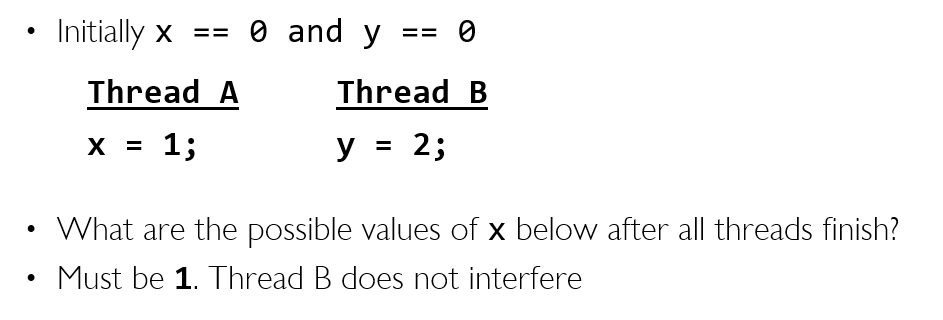 • Initially x == 0 and y == 0
Thread A Thread B
x = 1; y = 2;
• What are the possible values of x below after all threads finish?
• Must be 1. Thread B does not interfere